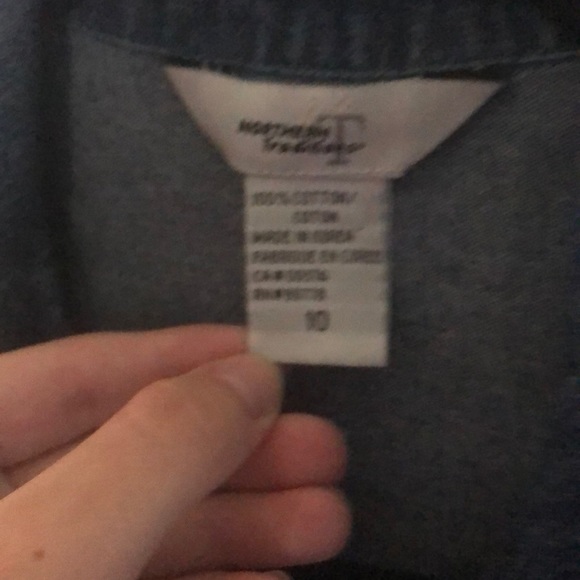 NORTHERN
Traditions
T
100% COTTON/
COTON
MADE IN KOREA
FABRIQUE EN COREE
10